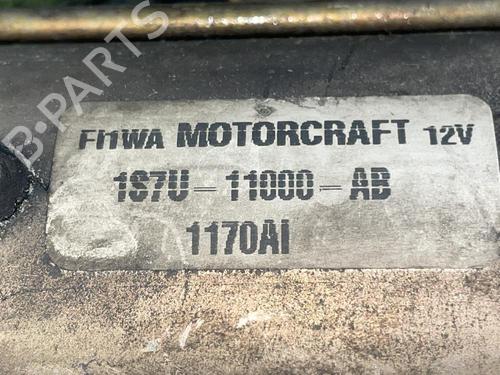 B-PARTS
FI1WA MOTORCRAFT 12V
1S7U-11000-AB
1170AI